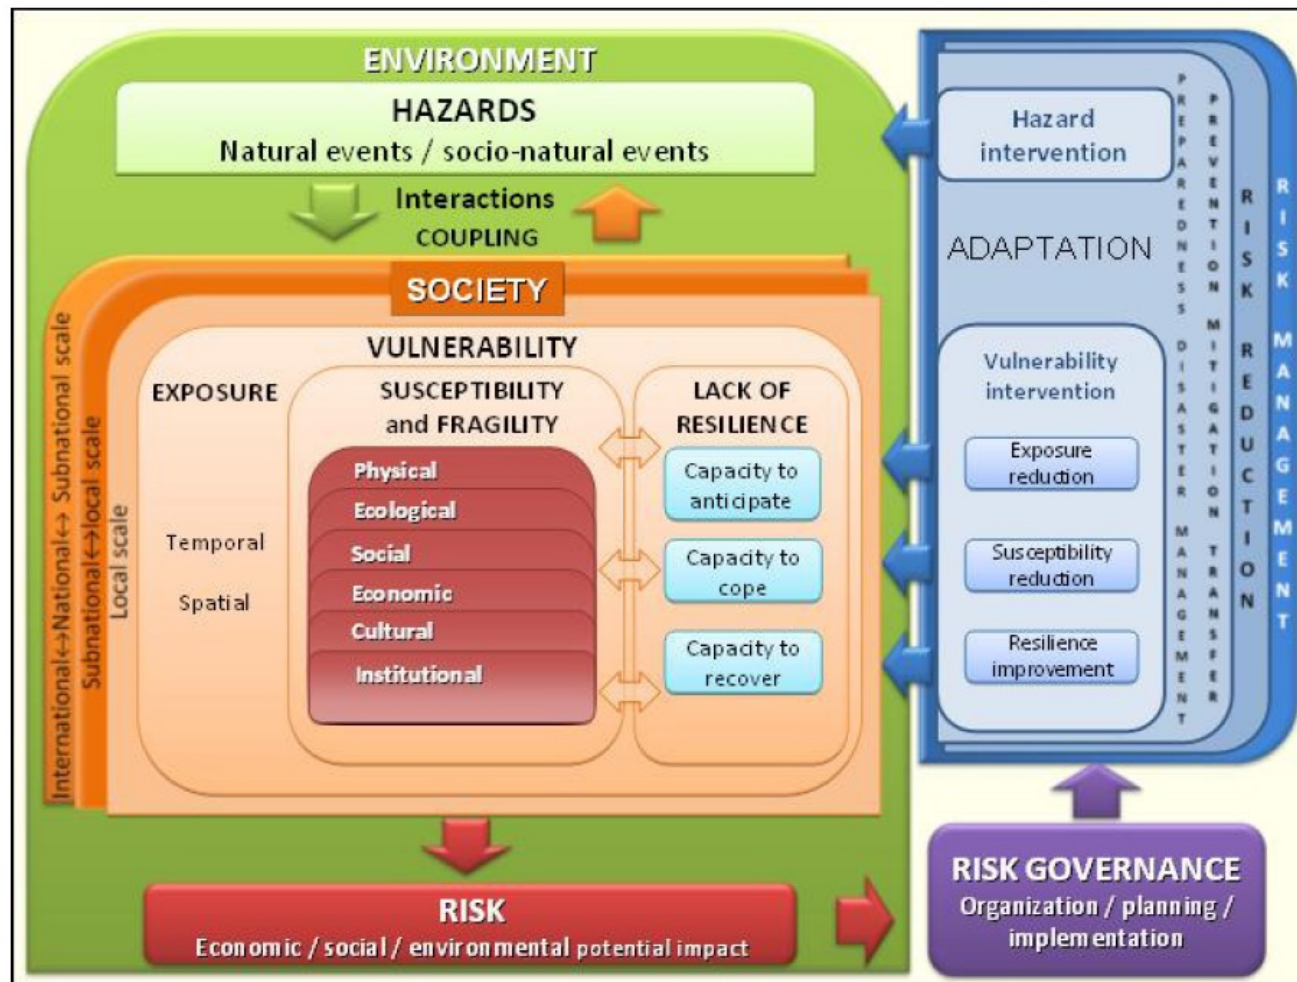 ENVIRONMENT
HAZARDS
Natural events / socio-natural events
Interactions
COUPLING
SOCIETY
International↔National↔ Subnational scale
Subnational↔local scale
Local scale
VULNERABILITY
EXPOSURE
Temporal
Spatial
SUSCEPTIBILITY
and FRAGILITY
Physical
Ecological
Social
Economic
Cultural
Institutional
LACK OF
RESILIENCE
Capacity to
anticipate
Capacity to
cope
Capacity to
recover
RISK
Economic / social / environmental potential impact
Hazard
intervention
ADAPTATION
Vulnerability
intervention
Exposure
reduction
Susceptibility
reduction
Resilience
improvement
PREPAREDNESS DISASTER MANAGEMENT
PREVENTION MITIGATION TRANSFER
RISK REDUCTION
RISK MANAGEMENT
RISK GOVERNANCE
Organization / planning /
implementation